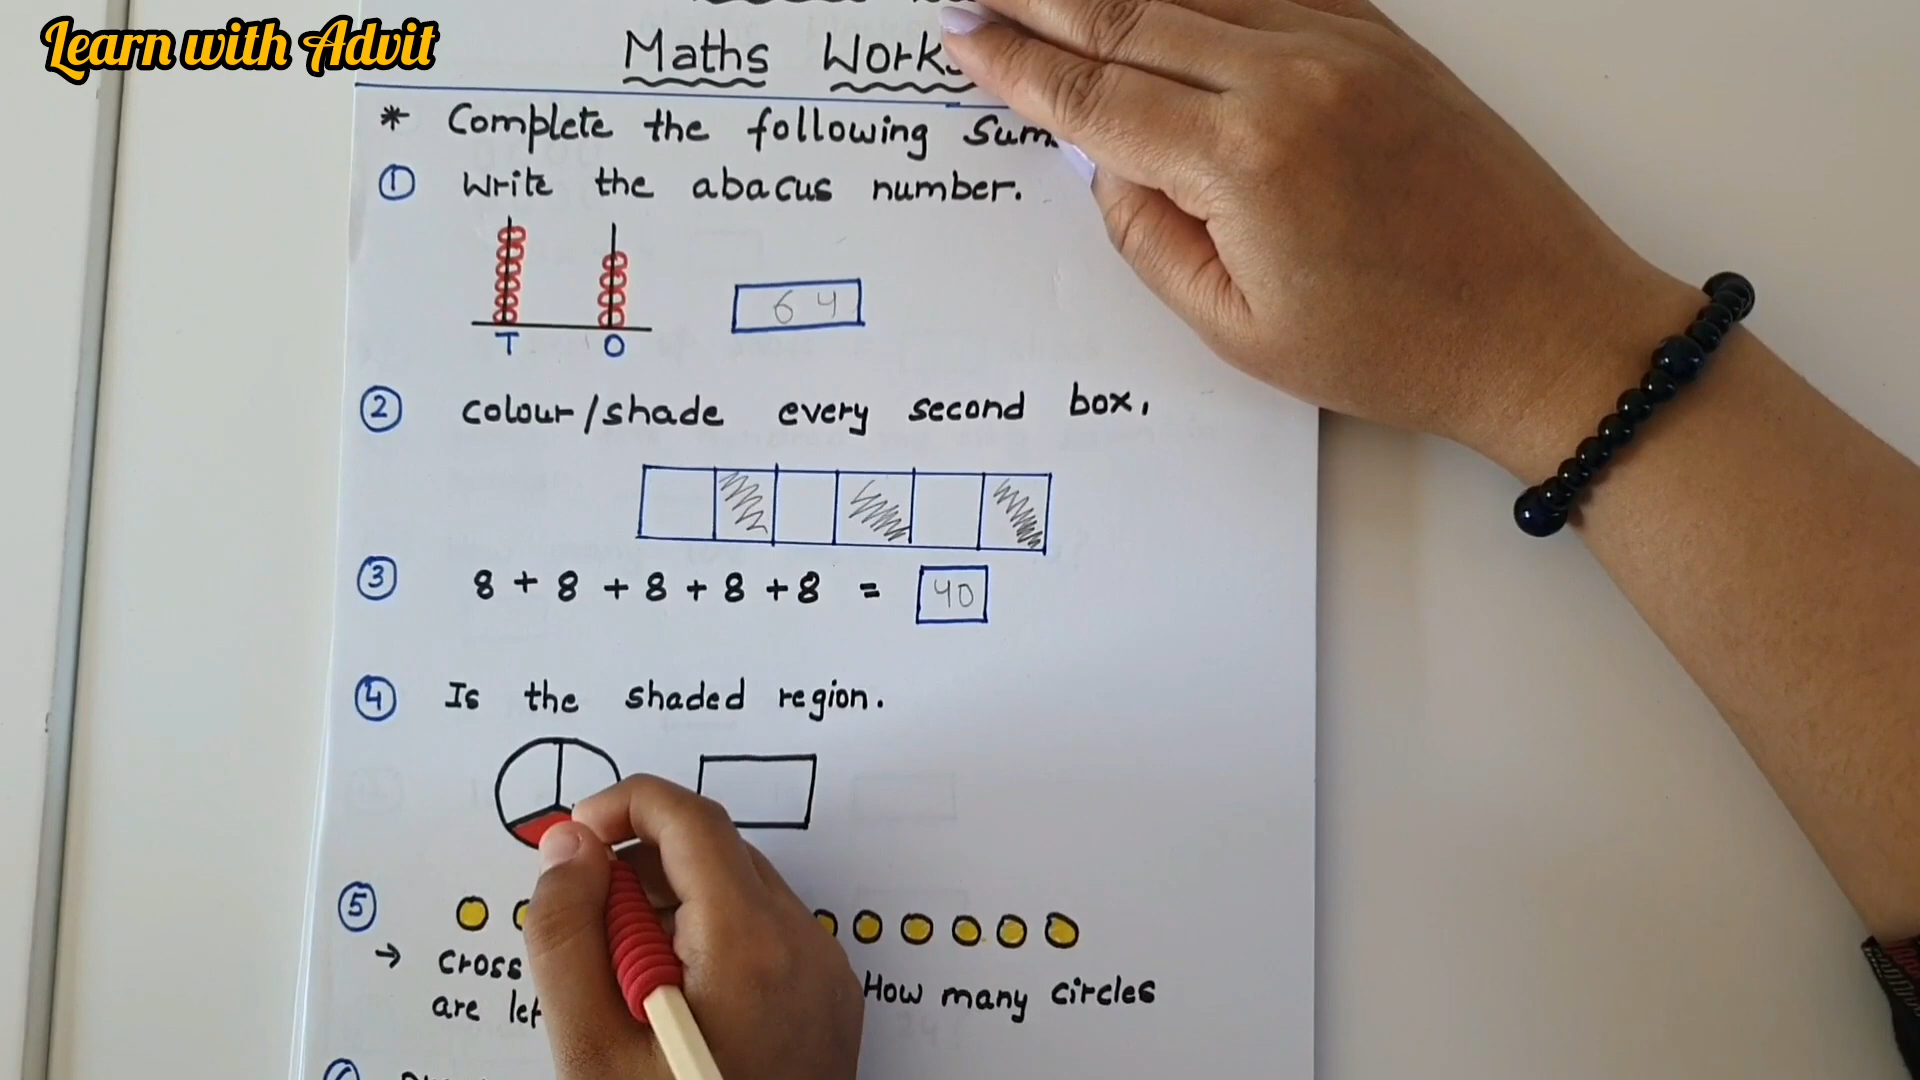 Learn with Advit
Maths Works
* Complete the following Sum
① Write the abacus number.
64
T O
② colour/shade every second box.
③ 8 + 8 + 8 + 8 + 8 = 40
④ Is the shaded region.
⑤
→ cross How many circles
are